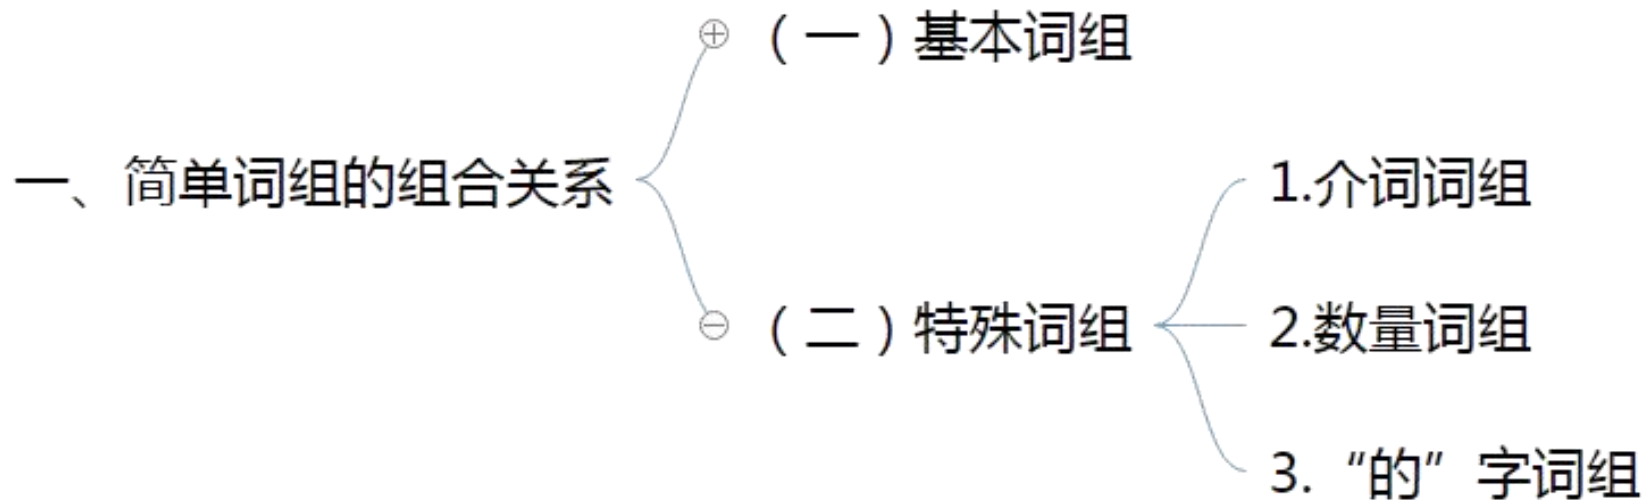 一、简单词组的组合关系
（一）基本词组
（二）特殊词组
1.介词词组
2.数量词组
3.“的”字词组